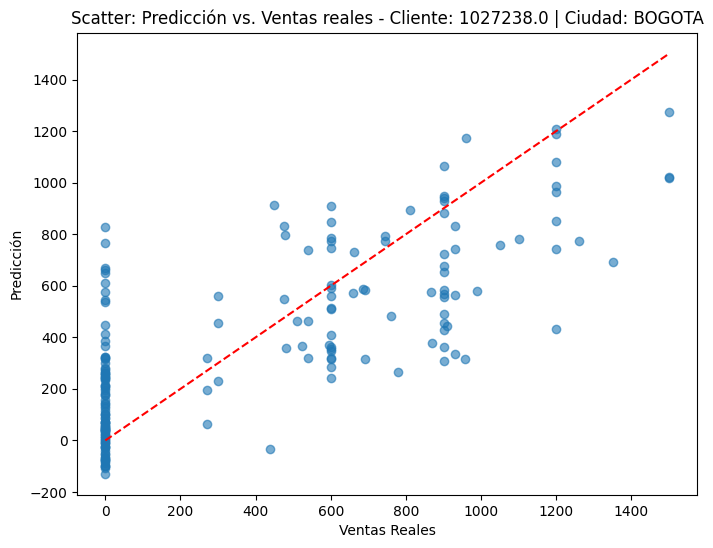 Scatter: Predicción vs. Ventas reales - Cliente: 1027238.0 | Ciudad: BOGOTA
1400
1200
1000
800
600
400
200
0
−200
Predicción
0 200 400 600 800 1000 1200 1400
Ventas Reales